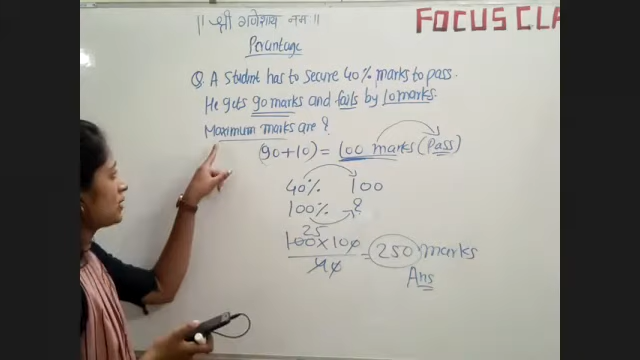 || श्री गणेशाय नम ||
FOCUS CLA
Percentage
Q. A Student has to secure 40% marks to pass.
He gets 90 marks and fails by 10 marks.
Maximum marks are ?
(90+10) = 100 marks (Pass)
40% 100
100% → ?
25
100 x 100
40
= 250 marks
Ans